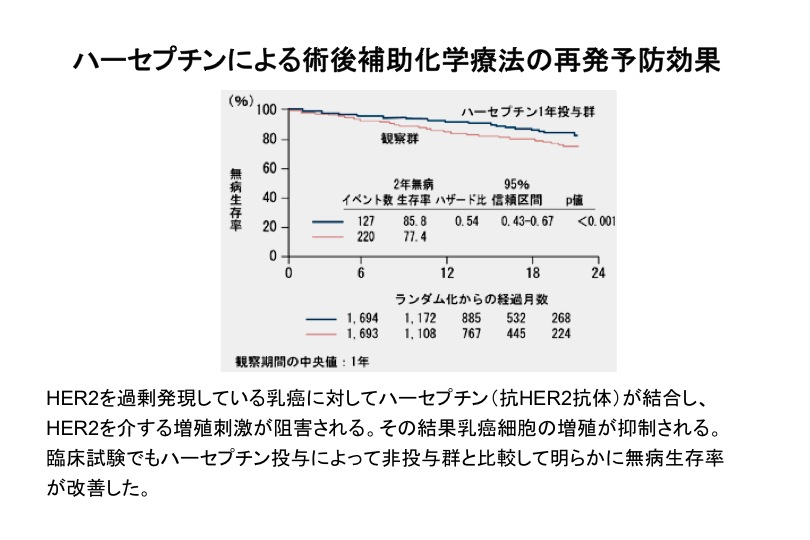 ハーセプチンによる術後補助化学療法の再発予防効果
(%)
100
80
60
40
20
0
無病生存率
ハーセプチン1年投与群
観察群
2年無病 95%
イベント数 生存率 ハザード比 信頼区間 p値
127 85.8 0.54 0.43-0.67 <0.001
220 77.4
0 6 12 18 24
ランダム化からの経過月数
1,694 1,172 885 532 268
1,693 1,108 767 445 224
観察期間の中央値：1年
HER2を過剰発現している乳癌に対してハーセプチン（抗HER2抗体）が結合し、
HER2を介する増殖刺激が阻害される。その結果乳癌細胞の増殖が抑制される。
臨床試験でもハーセプチン投与によって非投与群と比較して明らかに無病生存率
が改善した。